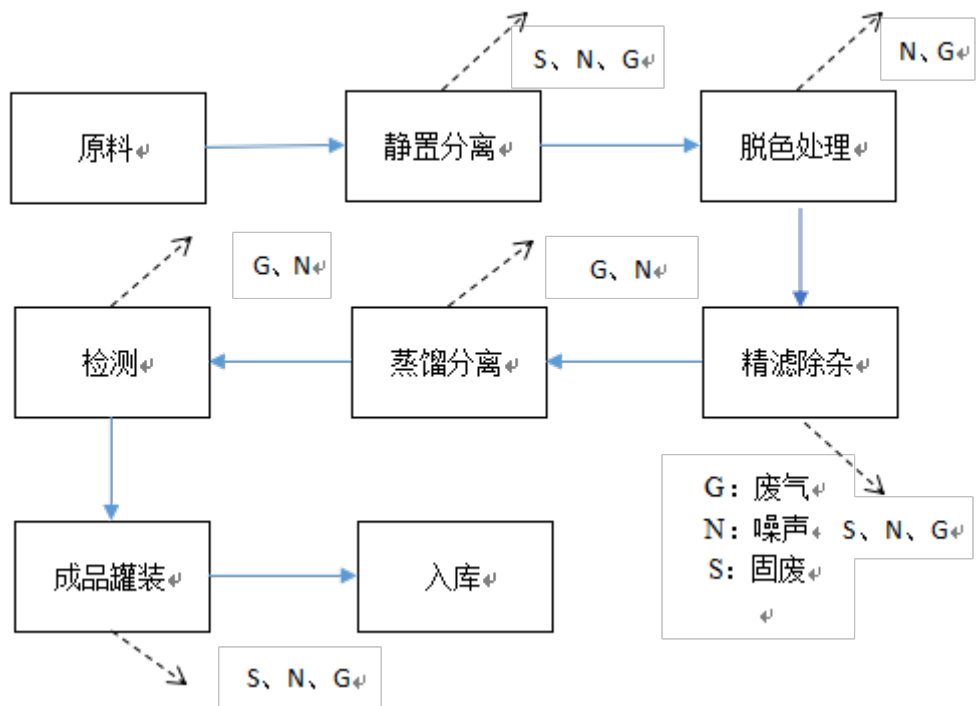 S、N、G
N、G
原料
静置分离
脱色处理
G、N
G、N
检测
蒸馏分离
精滤除杂
G：废气
N：噪声
S：固废
S、N、G
成品罐装
入库
S、N、G